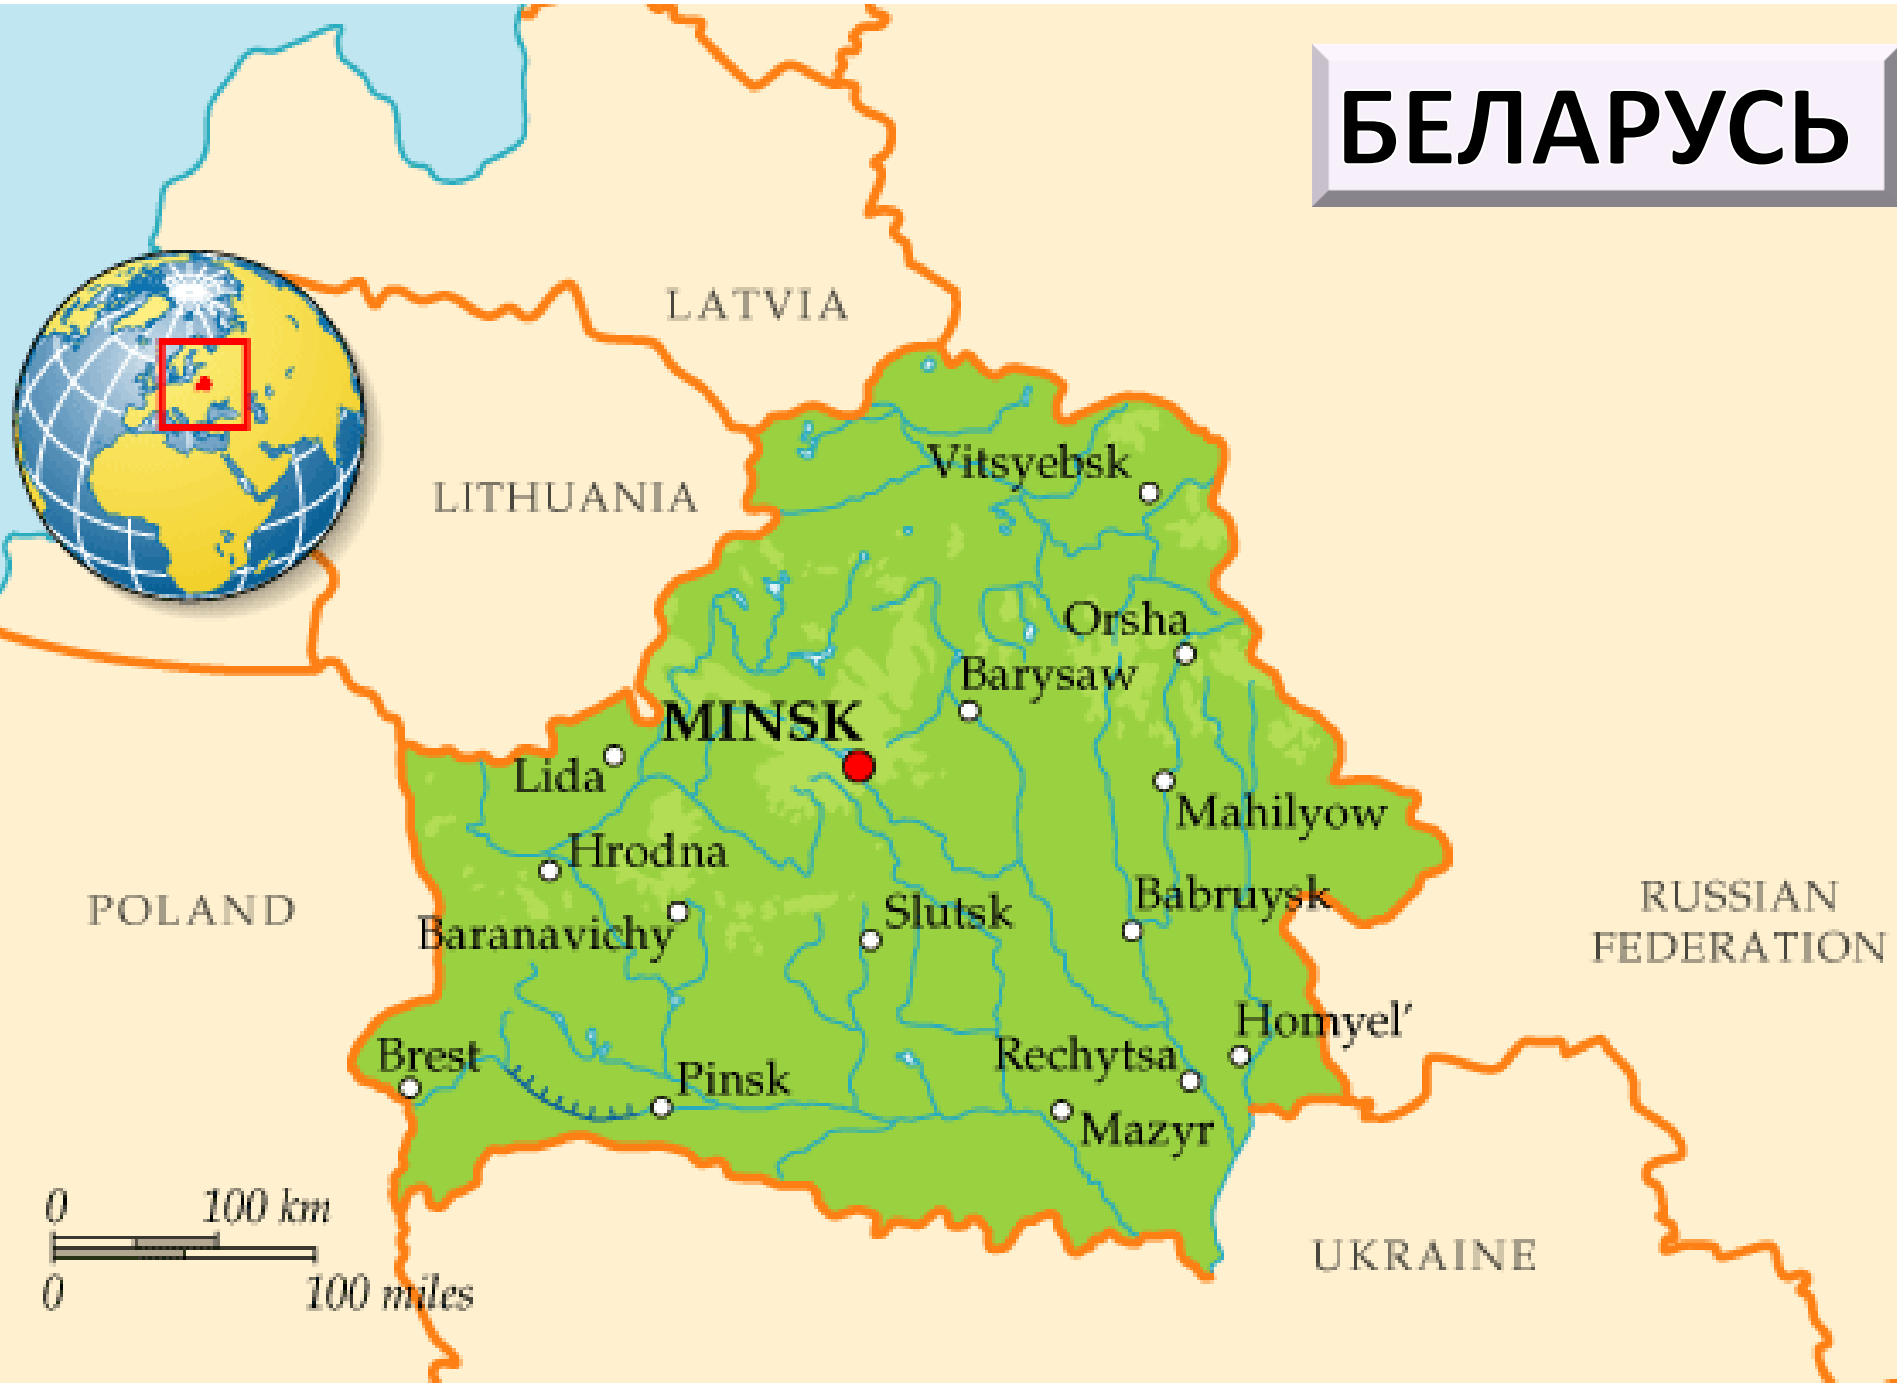 БЕЛАРУСЬ
LATVIA
LITHUANIA
Vitsyebsk
Orsha
Barysaw
MINSK
Lida
Mahilyow
Hrodna
Babruysk
POLAND
RUSSIAN
FEDERATION
Slutsk
Baranavichy
Homyel′
Brest
Rechytsa
Pinsk
Mazyr
0 100 km
UKRAINE
0 100 miles